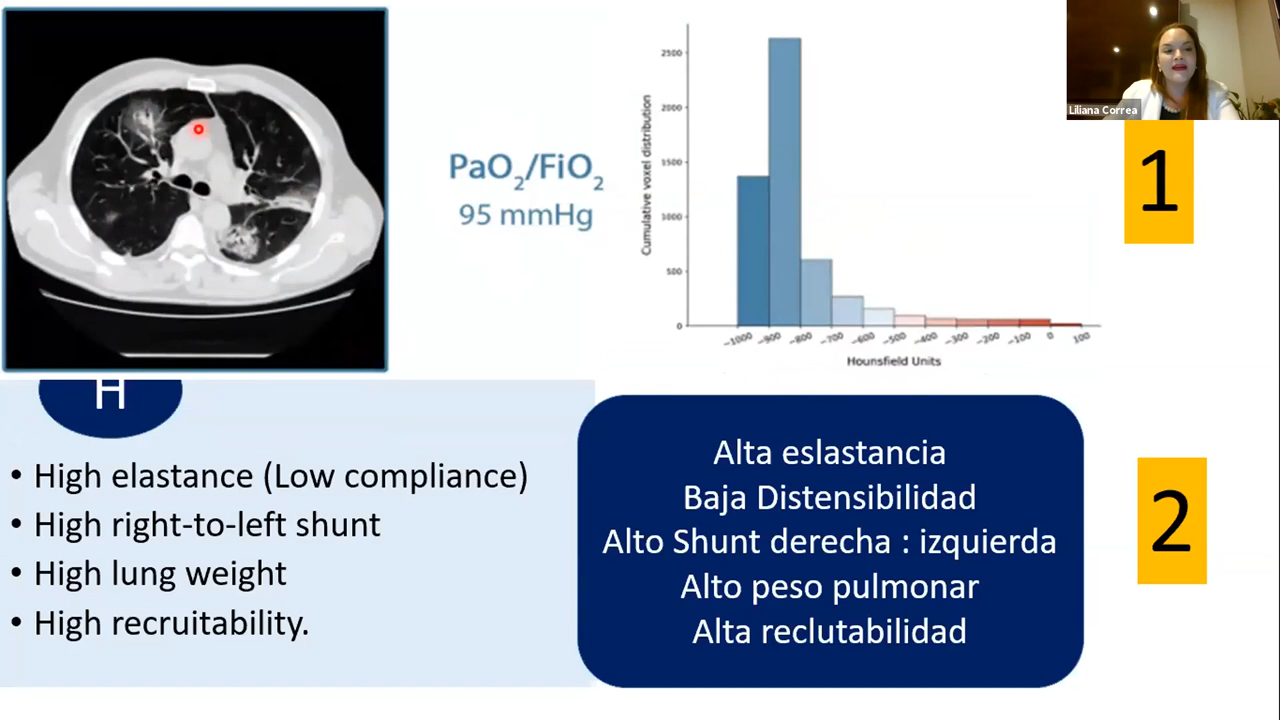 PaO2/FiO2
95 mmHg
Cumulative voxel distribution
2500
2000
1500
1000
500
0
-1000
-900
-800
-700
-600
-500
-400
-300
-200
-100
0
100
Hounsfield Units
Liliana Correa
1
H
• High elastance (Low compliance)
• High right-to-left shunt
• High lung weight
• High recruitability.
Alta eslastancia
Baja Distensibilidad
Alto Shunt derecha : izquierda
Alto peso pulmonar
Alta reclutabilidad
2